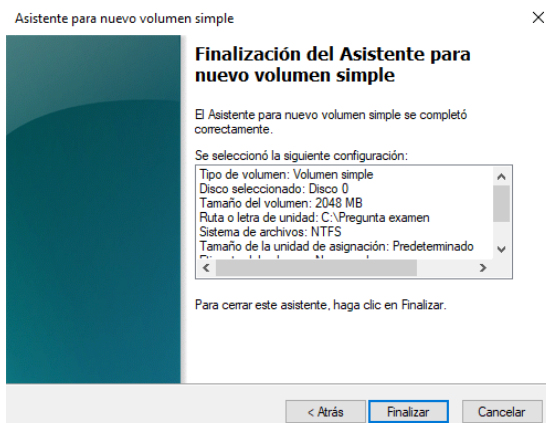 Asistente para nuevo volumen simple
Finalización del Asistente para
nuevo volumen simple
El Asistente para nuevo volumen simple se completó
correctamente.
Se seleccionó la siguiente configuración:
Tipo de volumen: Volumen simple
Disco seleccionado: Disco 0
Tamaño del volumen: 2048 MB
Ruta o letra de unidad: C:\Pregunta examen
Sistema de archivos: NTFS
Tamaño de la unidad de asignación: Predeterminado
Para cerrar este asistente, haga clic en Finalizar.
< Atrás
Finalizar
Cancelar